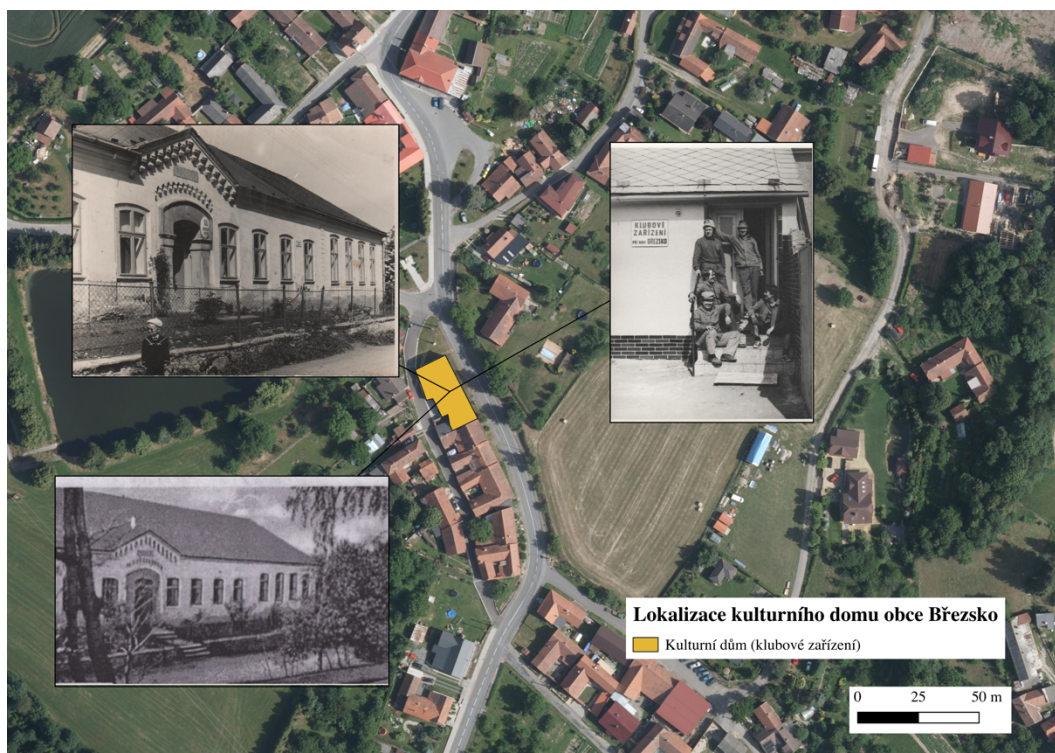 KLUBOVÉ
ZAŘÍZENÍ
BŘEZSKO
Lokalizace kulturního domu obce Březsko
Kulturní dům (klubové zařízení)
0 25 50 m